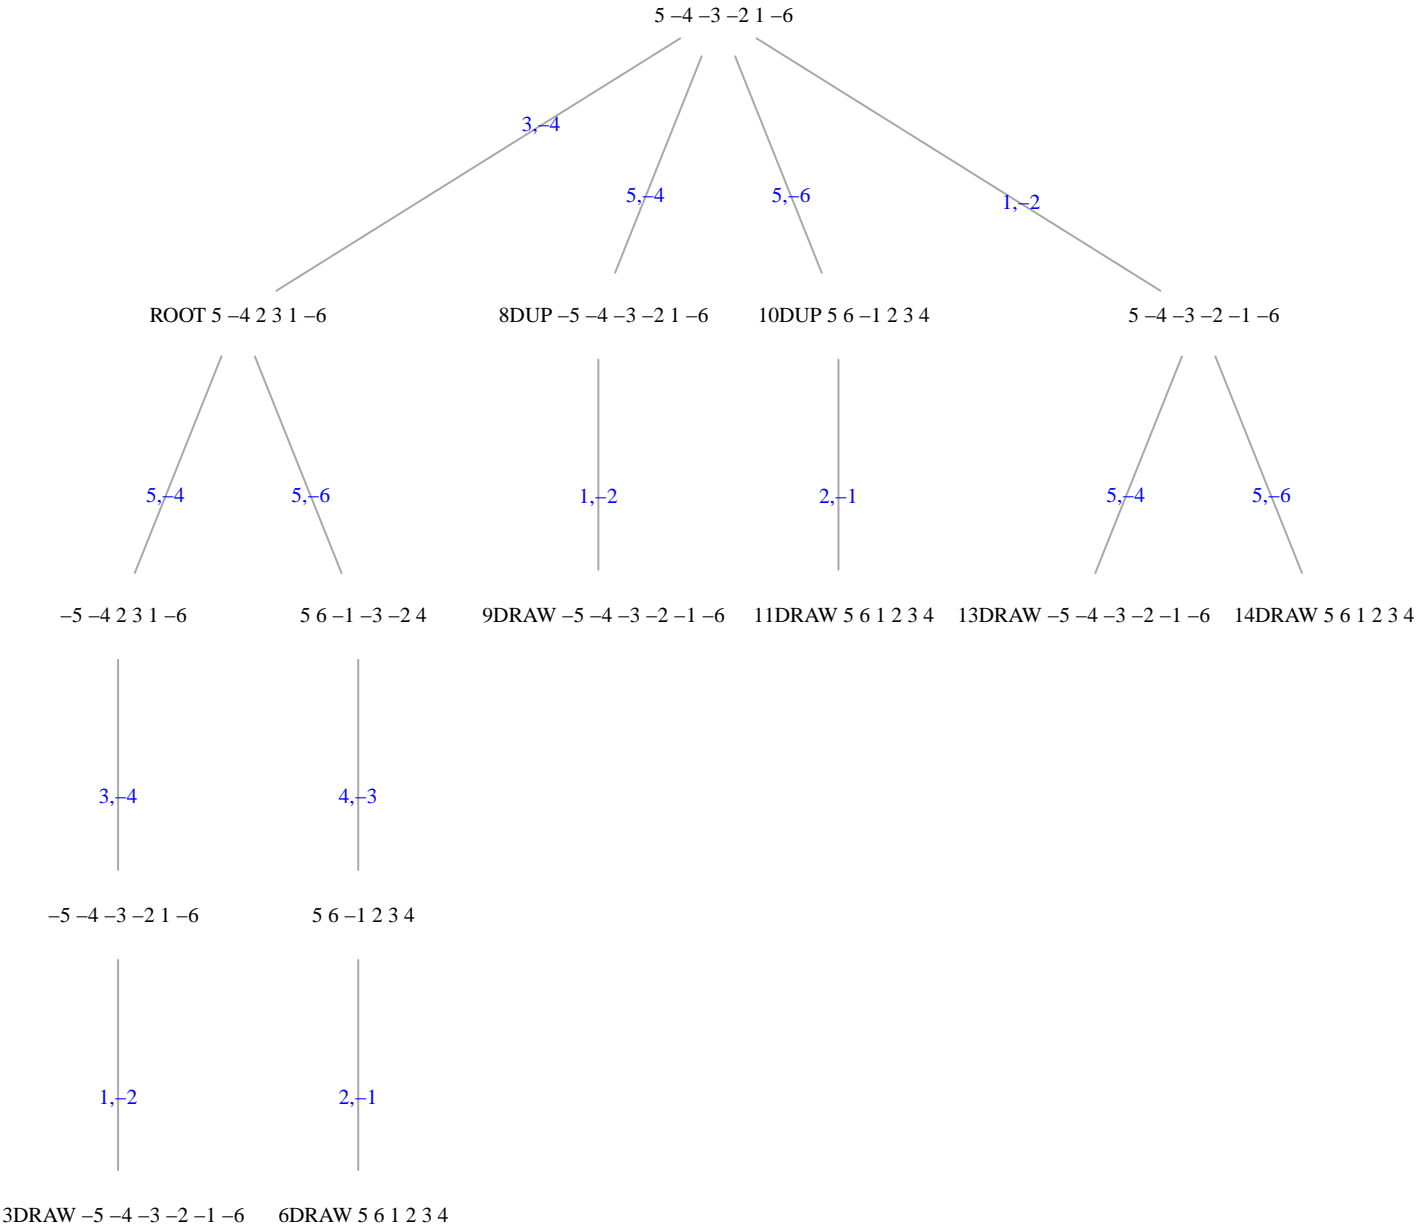 5 –4 –3 –2 1 –6
3,–4
5,–4
5,–6
1,–2
ROOT 5 –4 2 3 1 –6
8DUP –5 –4 –3 –2 1 –6
10DUP 5 6 –1 2 3 4
5 –4 –3 –2 –1 –6
5,–4
5,–6
1,–2
2,–1
5,–4
5,–6
–5 –4 2 3 1 –6
5 6 –1 –3 –2 4
9DRAW –5 –4 –3 –2 –1 –6
11DRAW 5 6 1 2 3 4
13DRAW –5 –4 –3 –2 –1 –6
14DRAW 5 6 1 2 3 4
3,–4
4,–3
–5 –4 –3 –2 1 –6
5 6 –1 2 3 4
1,–2
2,–1
3DRAW –5 –4 –3 –2 –1 –6
6DRAW 5 6 1 2 3 4